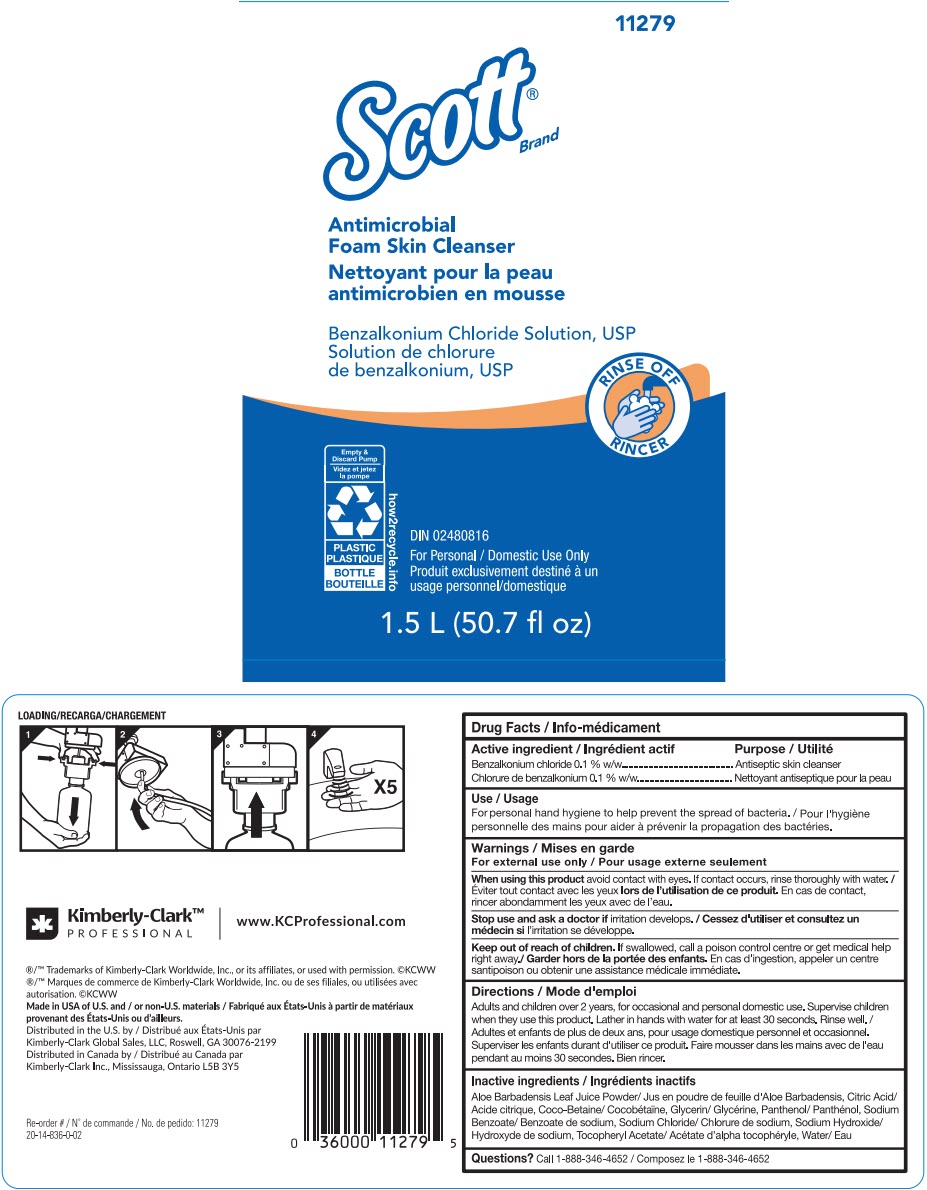 11279
Scott®
Brand
Antimicrobial
Foam Skin Cleanser
Nettoyant pour la peau
antimicrobien en mousse
Benzalkonium Chloride Solution, USP
Solution de chlorure
de benzalkonium, USP
RINSE OFF
RINCER
Empty &
Discard Pump
Videz et jetez
la pompe
PLASTIC
PLASTIQUE
BOTTLE
BOUTEILLE
how2recycle.info
DIN 02480816
For Personal / Domestic Use Only
Produit exclusivement destiné à un
usage personnel/domestique
1.5 L (50.7 fl oz)
LOADING/RECARGA/CHARGEMENT
1
2
3
4
X5
Kimberly-Clark™
PROFESSIONAL
www.KCProfessional.com
®/™ Trademarks of Kimberly-Clark Worldwide, Inc., or its affiliates, or used with permission. ©KCWW
®/™ Marques de commerce de Kimberly-Clark Worldwide, Inc. ou de ses filiales, ou utilisées avec
autorisation. ©KCWW
Made in USA of U.S. and / or non-U.S. materials / Fabriqué aux États-Unis à partir de matériaux
provenant des États-Unis ou d'ailleurs.
Distributed in the U.S. by / Distribué aux États-Unis par
Kimberly-Clark Global Sales, LLC, Roswell, GA 30076-2199
Distributed in Canada by / Distribué au Canada par
Kimberly-Clark Inc., Mississauga, Ontario L5B 3Y5
Re-order # / N° de commande / No. de pedido: 11279
20-14-836-0-02
0 36000 11279 5
Drug Facts / Info-médicament
Active ingredient / Ingrédient actif Purpose / Utilité
Benzalkonium chloride 0.1 % w/w Antiseptic skin cleanser
Chlorure de benzalkonium 0.1 % w/w Nettoyant antiseptique pour la peau
Use / Usage
For personal hand hygiene to help prevent the spread of bacteria. / Pour l'hygiène
personnelle des mains pour aider à prévenir la propagation des bactéries.
Warnings / Mises en garde
For external use only / Pour usage externe seulement
When using this product avoid contact with eyes. If contact occurs, rinse thoroughly with water. /
Éviter tout contact avec les yeux lors de l'utilisation de ce produit. En cas de contact,
rincer abondamment les yeux avec de l'eau.
Stop use and ask a doctor if irritation develops. / Cessez d'utiliser et consultez un
médecin si l'irritation se développe.
Keep out of reach of children. If swallowed, call a poison control centre or get medical help
right away./ Garder hors de la portée des enfants. En cas d'ingestion, appeler un centre
santipoison ou obtenir une assistance médicale immédiate.
Directions / Mode d'emploi
Adults and children over 2 years, for occasional and personal domestic use. Supervise children
when they use this product. Lather in hands with water for at least 30 seconds. Rinse well. /
Adultes et enfants de plus de deux ans, pour usage domestique personnel et occasionnel.
Superviser les enfants durant d'utiliser ce produit. Faire mousser dans les mains avec de l'eau
pendant au moins 30 secondes. Bien rincer.
Inactive ingredients / Ingrédients inactifs
Aloe Barbadensis Leaf Juice Powder/ Jus en poudre de feuille d'Aloe Barbadensis, Citric Acid/
Acide citrique, Coco-Betaine/ Cocobétaïne, Glycerin/ Glycérine, Panthenol/ Panthénol, Sodium
Benzoate/ Benzoate de sodium, Sodium Chloride/ Chlorure de sodium, Sodium Hydroxide/
Hydroxyde de sodium, Tocopheryl Acetate/ Acétate d'alpha tocophéryle, Water/ Eau
Questions? Call 1-888-346-4652 / Composez le 1-888-346-4652